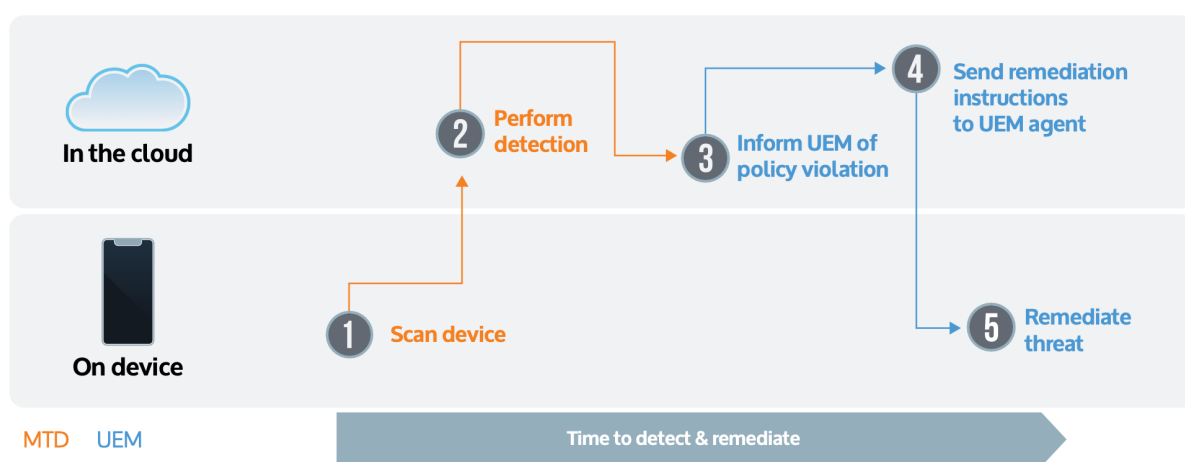 In the cloud
2
Perform
detection
3
Inform UEM of
policy violation
4
Send remediation
instructions
to UEM agent
On device
1
Scan device
5
Remediate
threat
MTD
UEM
Time to detect & remediate